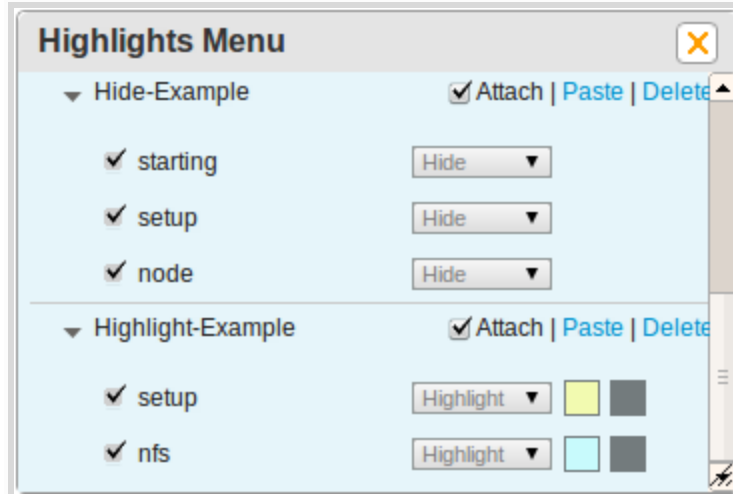 Highlights Menu
Hide-Example Attach | Paste | Delete
starting Hide
setup Hide
node Hide
Highlight-Example Attach | Paste | Delete
setup Highlight
nfs Highlight